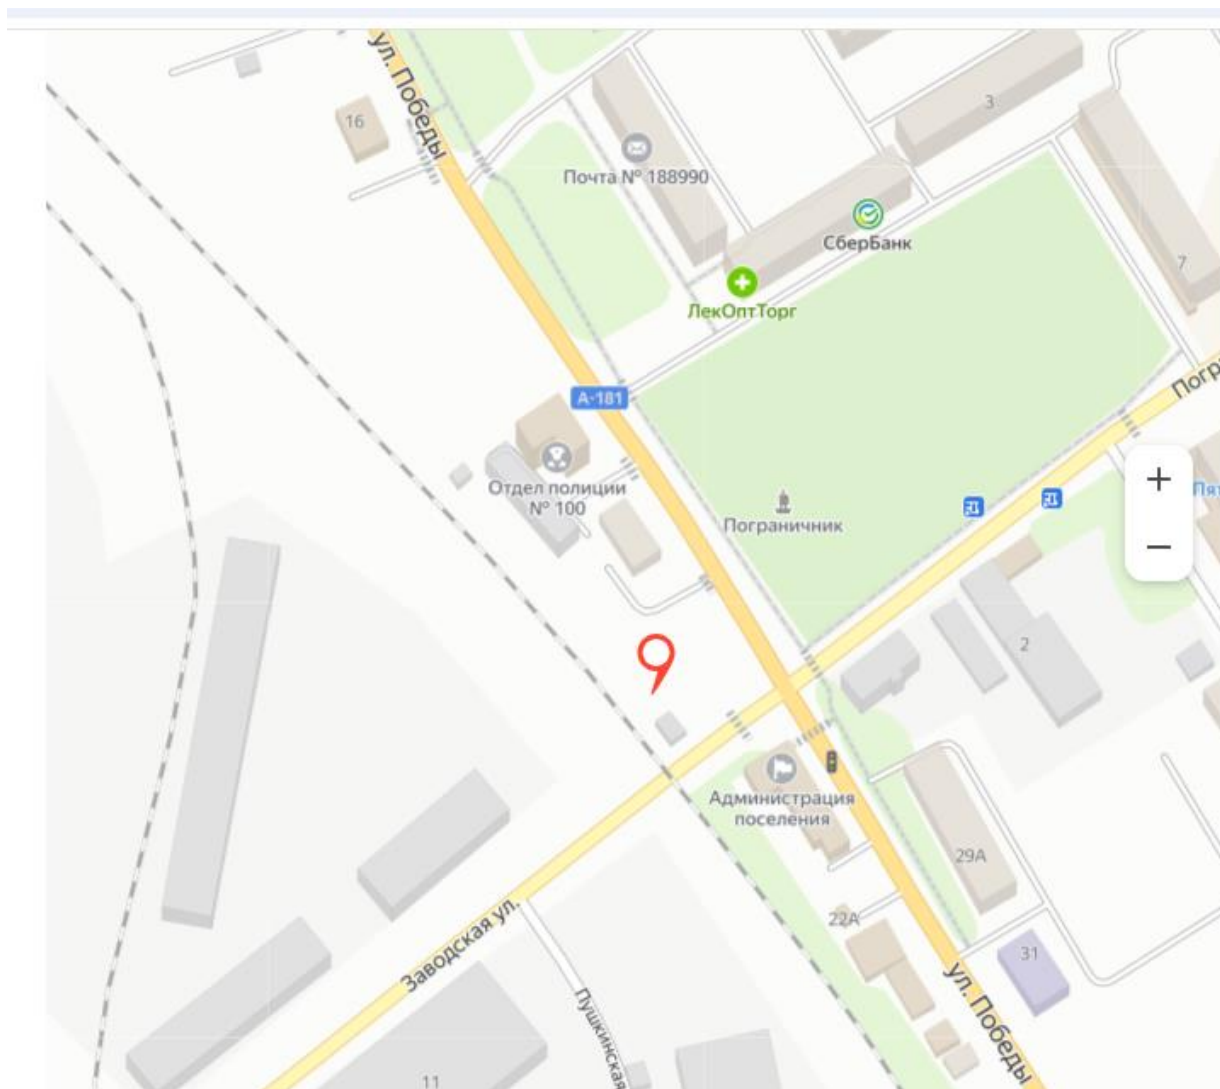 ул. Победы
16
3
Почта № 188990
СберБанк
7
ЛекОптТорг
А-181
Погр
Отдел полиции
№ 100
Пограничник
+
Пят
−
2
Администрация
поселения
29А
22А
Заводская ул.
31
ул. Победы
Пушкинская
11